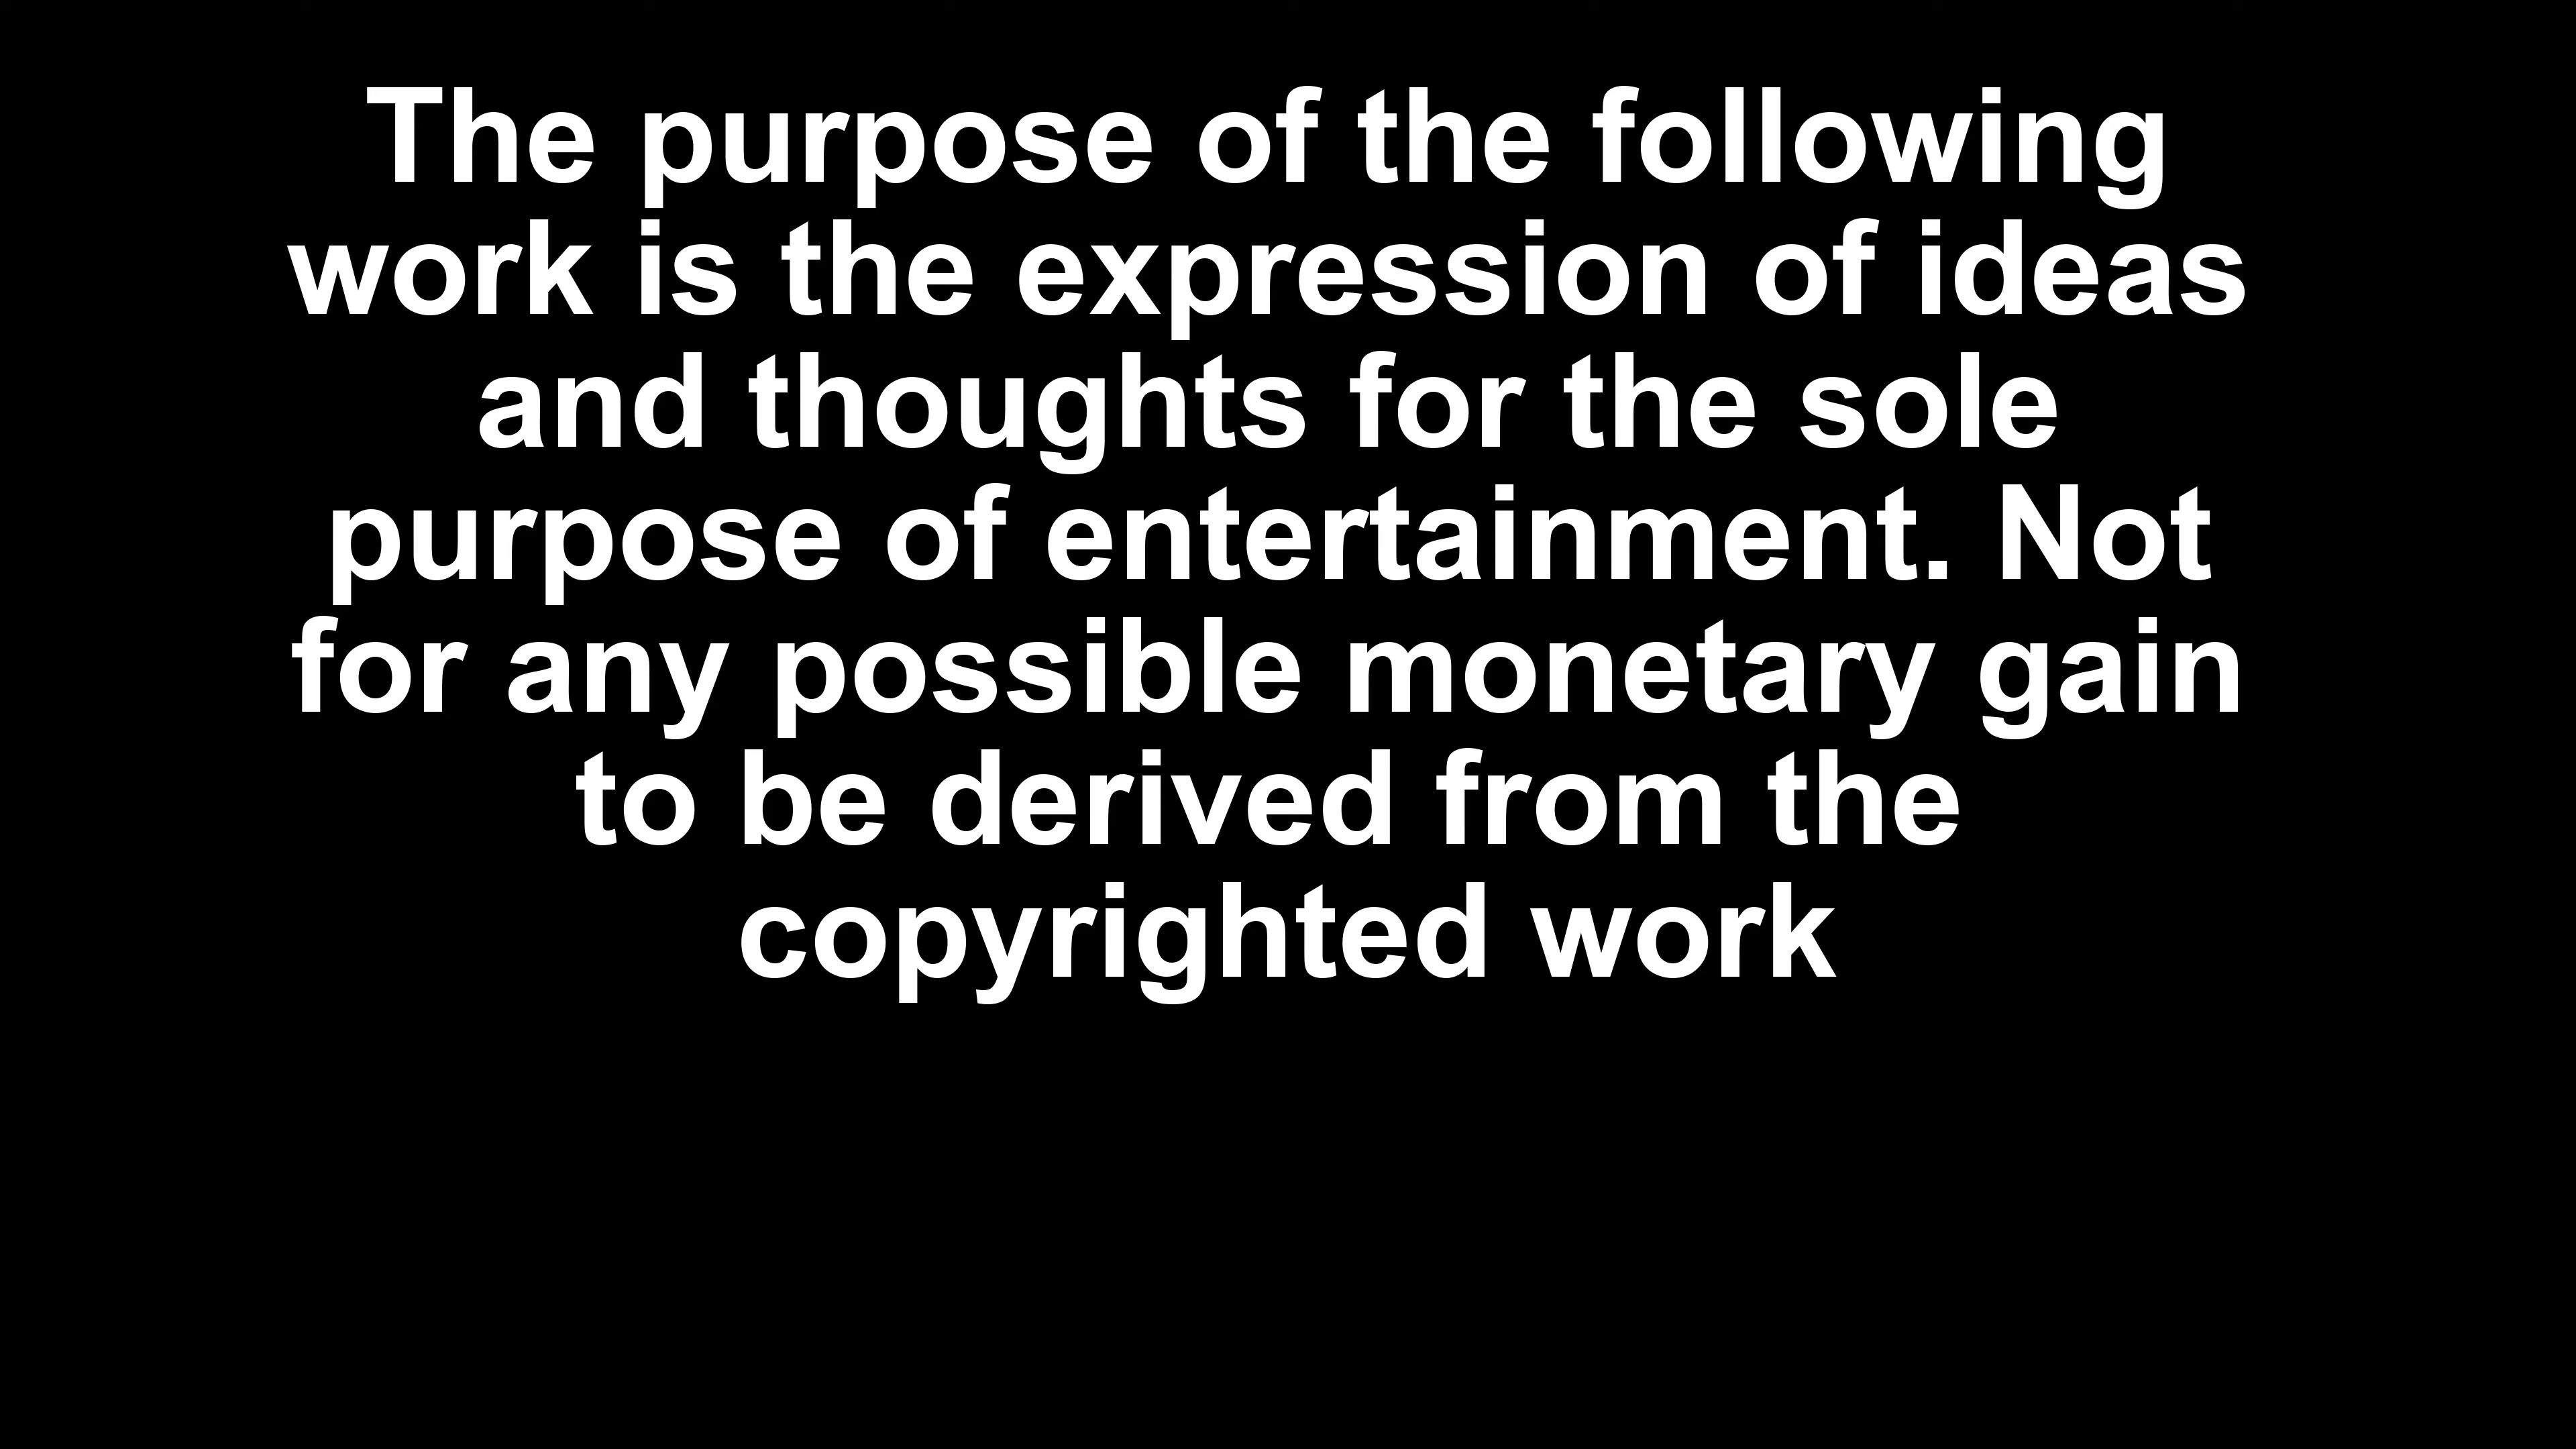 The purpose of the following
work is the expression of ideas
and thoughts for the sole
purpose of entertainment. Not
for any possible monetary gain
to be derived from the
copyrighted work